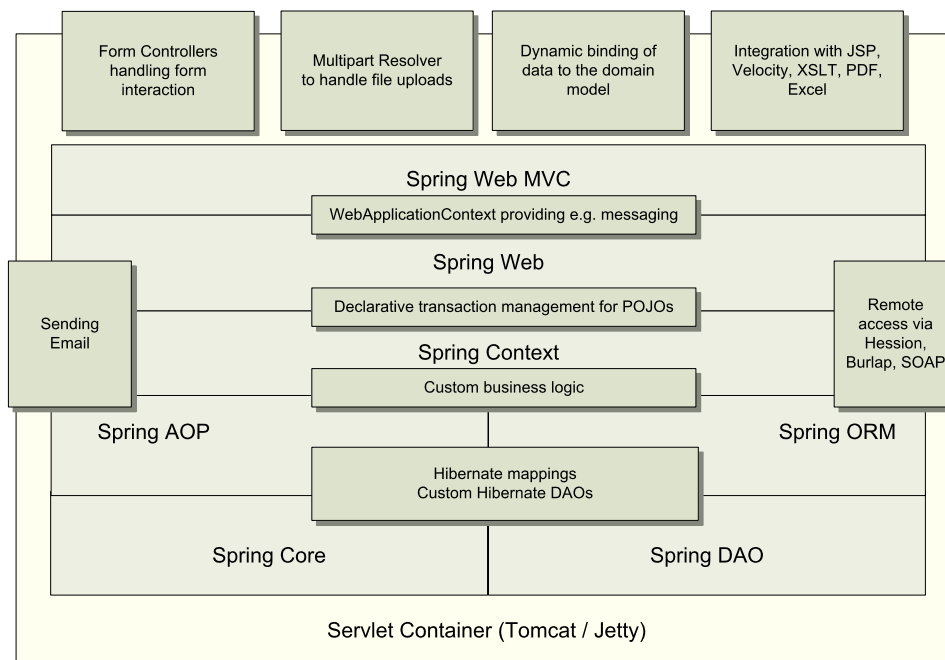 Form Controllers
handling form
interaction
Multipart Resolver
to handle file uploads
Dynamic binding of
data to the domain
model
Integration with JSP,
Velocity, XSLT, PDF,
Excel
Spring Web MVC
WebApplicationContext providing e.g. messaging
Spring Web
Sending
Email
Declarative transaction management for POJOs
Remote
access via
Hession,
Burlap, SOAP
Spring Context
Custom business logic
Spring AOP
Spring ORM
Hibernate mappings
Custom Hibernate DAOs
Spring Core
Spring DAO
Servlet Container (Tomcat / Jetty)